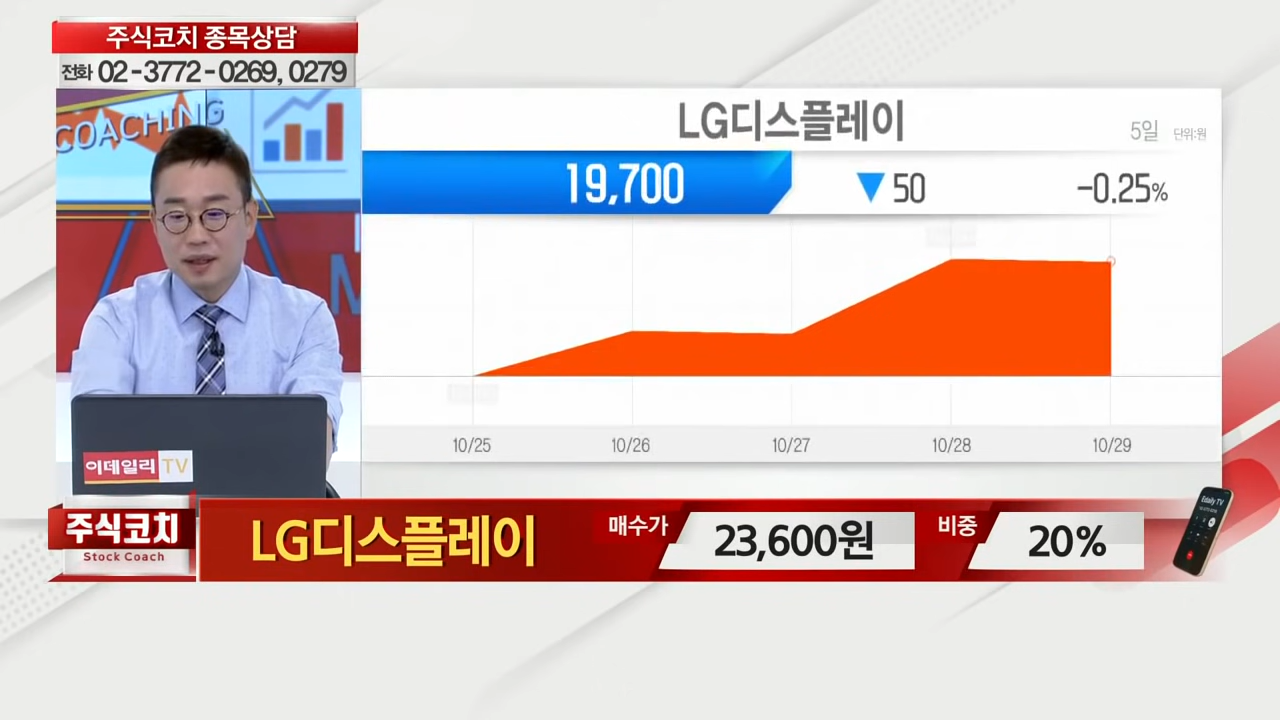 주식코치 종목상담
전화 02-3772-0269, 0279
COACHING
LG디스플레이
5일 단위:원
19,700 ▼50 -0.25%
10/25 10/26 10/27 10/28 10/29
이데일리TV
주식코치
Stock Coach
LG디스플레이 매수가 23,600원 비중 20%
Edaily TV